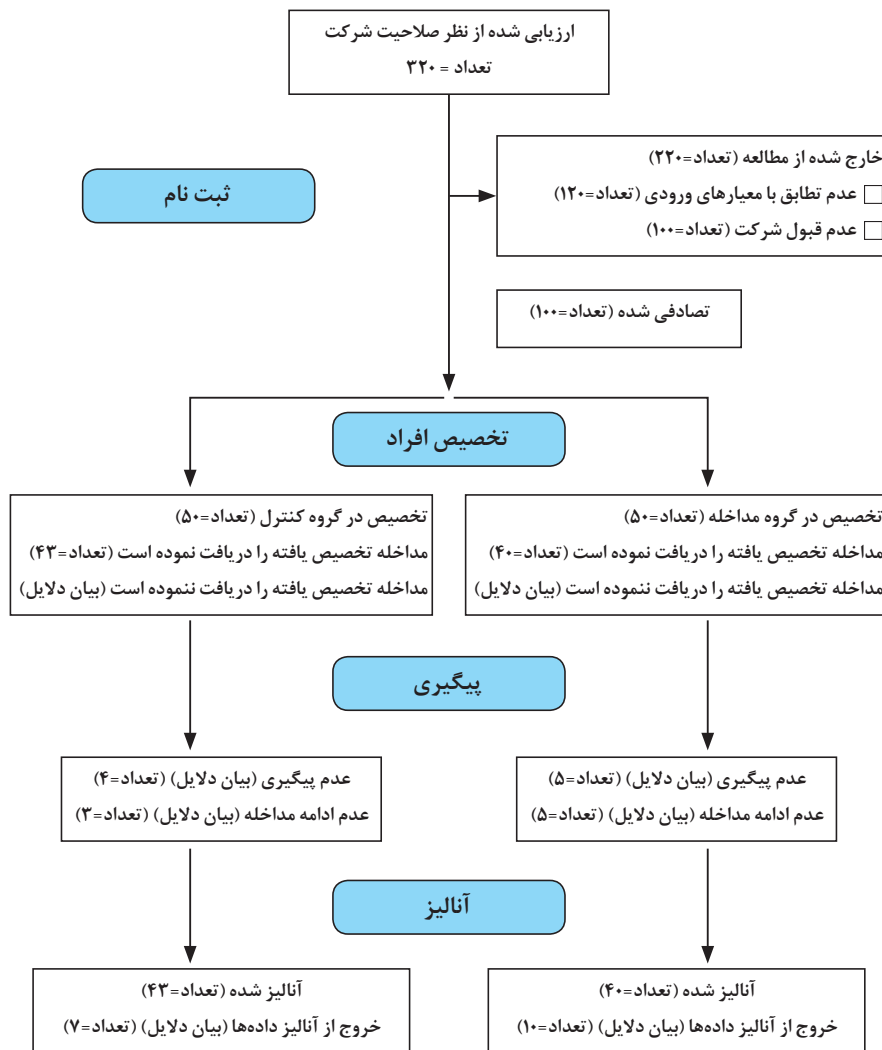 ارزیابی شده از نظر صلاحیت شرکت
تعداد = ۳۲۰
خارج شده از مطالعه (تعداد=۲۲۰)
عدم تطابق با معیارهای ورودی (تعداد=۱۲۰)
عدم قبول شرکت (تعداد=۱۰۰)
ثبت نام
تصادفی شده (تعداد=۱۰۰)
تخصیص افراد
تخصیص در گروه مداخله (تعداد=۵۰)
مداخله تخصیص یافته را دریافت نموده است (تعداد=۴۰)
مداخله تخصیص یافته را دریافت ننموده است (بیان دلایل)
تخصیص در گروه کنترل (تعداد=۵۰)
مداخله تخصیص یافته را دریافت نموده است (تعداد=۴۳)
مداخله تخصیص یافته را دریافت ننموده است (بیان دلایل)
پیگیری
عدم پیگیری (بیان دلایل) (تعداد=۵)
عدم ادامه مداخله (بیان دلایل) (تعداد=۵)
عدم پیگیری (بیان دلایل) (تعداد=۴)
عدم ادامه مداخله (بیان دلایل) (تعداد=۳)
آنالیز
آنالیز شده (تعداد=۴۰)
خروج از آنالیز داده‌ها (بیان دلایل) (تعداد=۱۰)
آنالیز شده (تعداد=۴۳)
خروج از آنالیز داده‌ها (بیان دلایل) (تعداد=۷)